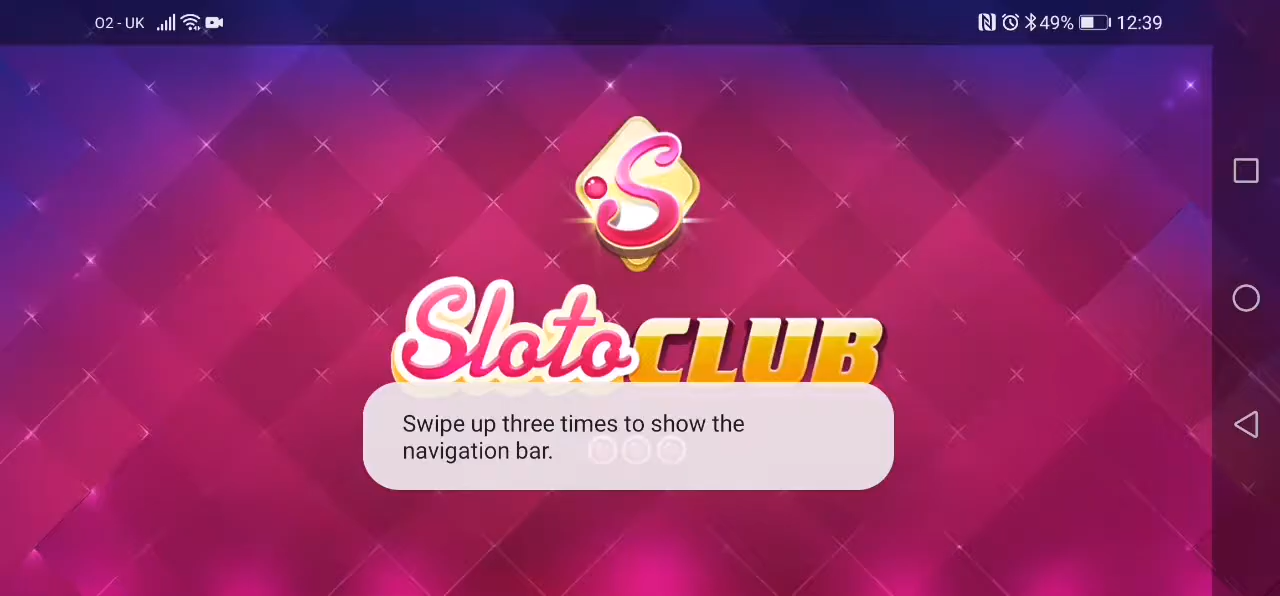 O2 - UK
49% 12:39
S
Sloto CLUB
Swipe up three times to show the
navigation bar.